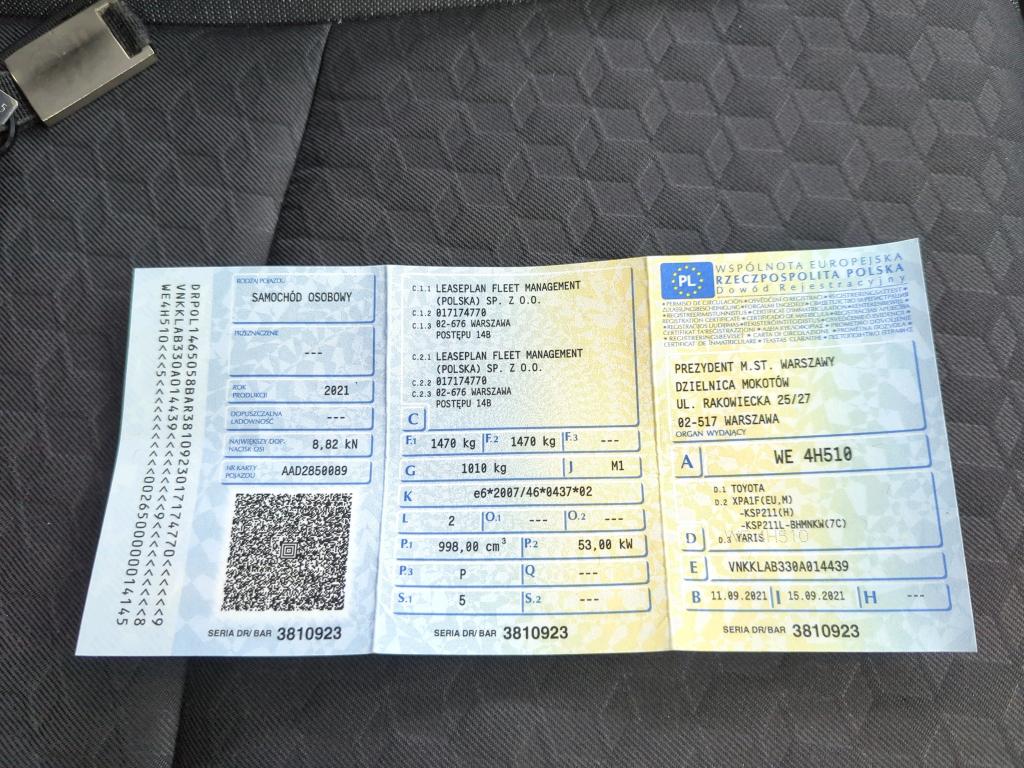 DRPOL1465058BAR3810923017174770<<<<<9
WE4H510<<5<<<<<<<<<<<<<<00265000000014145
RODZAJ POJAZDU
SAMOCHÓD OSOBOWY
PRZEZNACZENIE
---
ROK PRODUKCJI 2021
DOPUSZCZALNA ŁADOWNOŚĆ ---
NAJWIĘKSZY DOP. NACISK OSI 8,82 kN
NR KARTY POJAZDU AAD2850089
SERIA DR/BAR 3810923
C.1.1 LEASEPLAN FLEET MANAGEMENT
(POLSKA) SP. Z O.O.
C.1.2 017174770
C.1.3 02-676 WARSZAWA
POSTĘPU 14B
C.2.1 LEASEPLAN FLEET MANAGEMENT
(POLSKA) SP. Z O.O.
C.2.2 017174770
C.2.3 02-676 WARSZAWA
POSTĘPU 14B
C
F.1 1470 kg F.2 1470 kg F.3 ---
G 1010 kg J M1
K e6*2007/46*0437*02
L 2 O.1 --- O.2 ---
P.1 998,00 cm³ P.2 53,00 kW
P.3 P Q ---
S.1 5 S.2 ---
SERIA DR/BAR 3810923
PL
WSPÓLNOTA EUROPEJSKA
RZECZPOSPOLITA POLSKA
Dowód Rejestracyjny
PREZYDENT M.ST. WARSZAWY
DZIELNICA MOKOTÓW
UL. RAKOWIECKA 25/27
02-517 WARSZAWA
ORGAN WYDAJĄCY
A WE 4H510
D.1 TOYOTA
D.2 XPA1F(EU,M)
-KSP211(H)
-KSP211L-BHMNKW(7C)
D D.3 YARIS
E VNKKLAB330A014439
B 11.09.2021 I 15.09.2021 H ---
SERIA DR/BAR 3810923